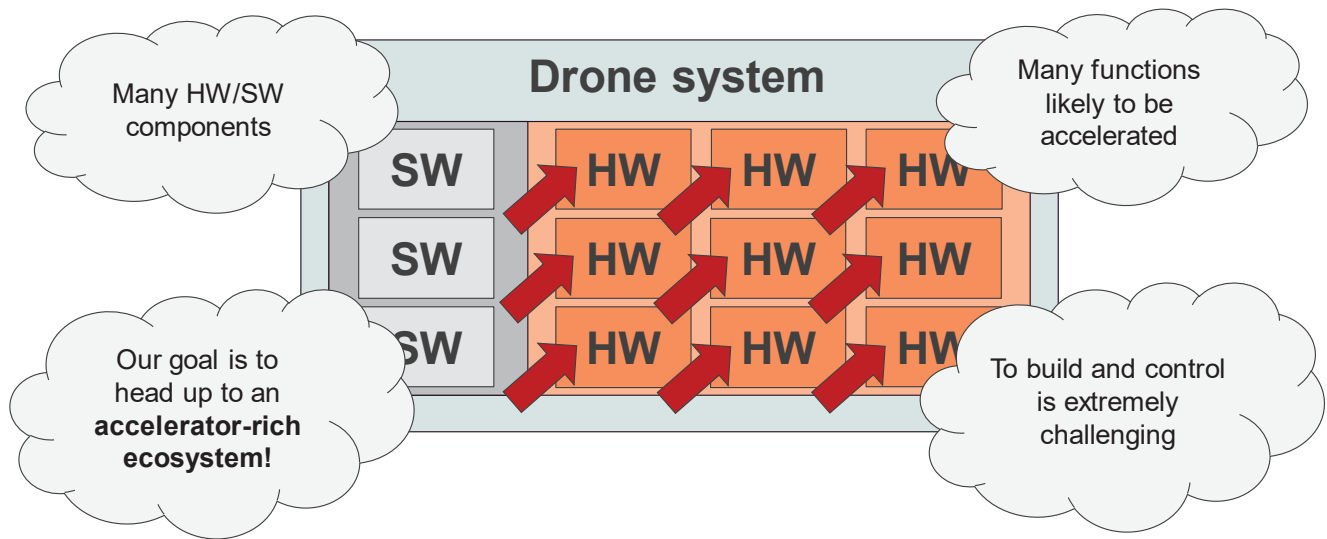 Drone system
Many HW/SW
components
Many functions
likely to be
accelerated
SW HW HW HW
SW HW HW HW
SW HW HW HW
Our goal is to
head up to an
accelerator-rich
ecosystem!
To build and control
is extremely
challenging